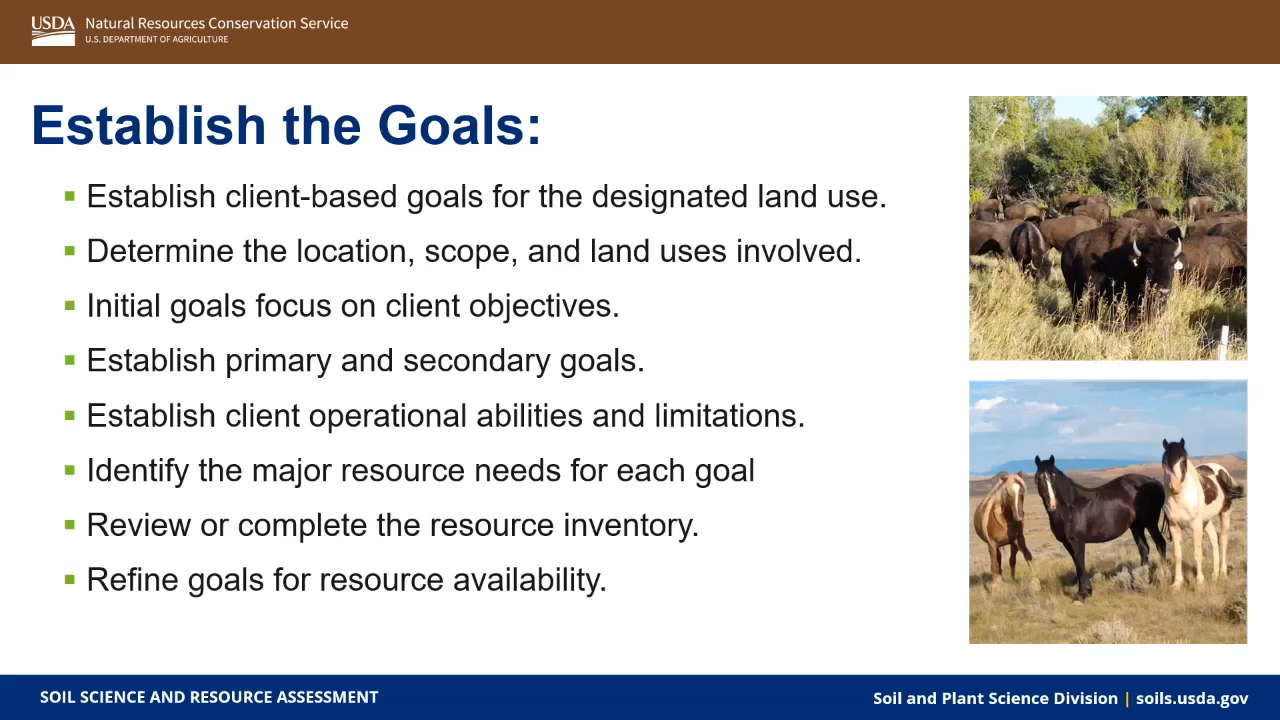 USDA
Natural Resources Conservation Service
U.S. DEPARTMENT OF AGRICULTURE
Establish the Goals:
Establish client-based goals for the designated land use.
Determine the location, scope, and land uses involved.
Initial goals focus on client objectives.
Establish primary and secondary goals.
Establish client operational abilities and limitations.
Identify the major resource needs for each goal
Review or complete the resource inventory.
Refine goals for resource availability.
SOIL SCIENCE AND RESOURCE ASSESSMENT
Soil and Plant Science Division | soils.usda.gov